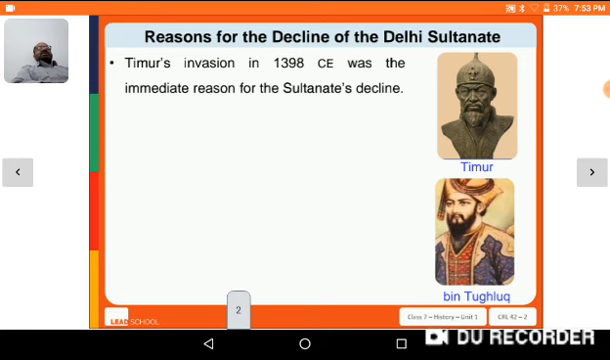 37% 7:53 PM
Reasons for the Decline of the Delhi Sultanate
• Timur's invasion in 1398 CE was the
immediate reason for the Sultanate's decline.
Timur
bin Tughluq
2
LEAD SCHOOL
Class 7 – History – Unit 1
CRL 42 – 2
DU RECORDER